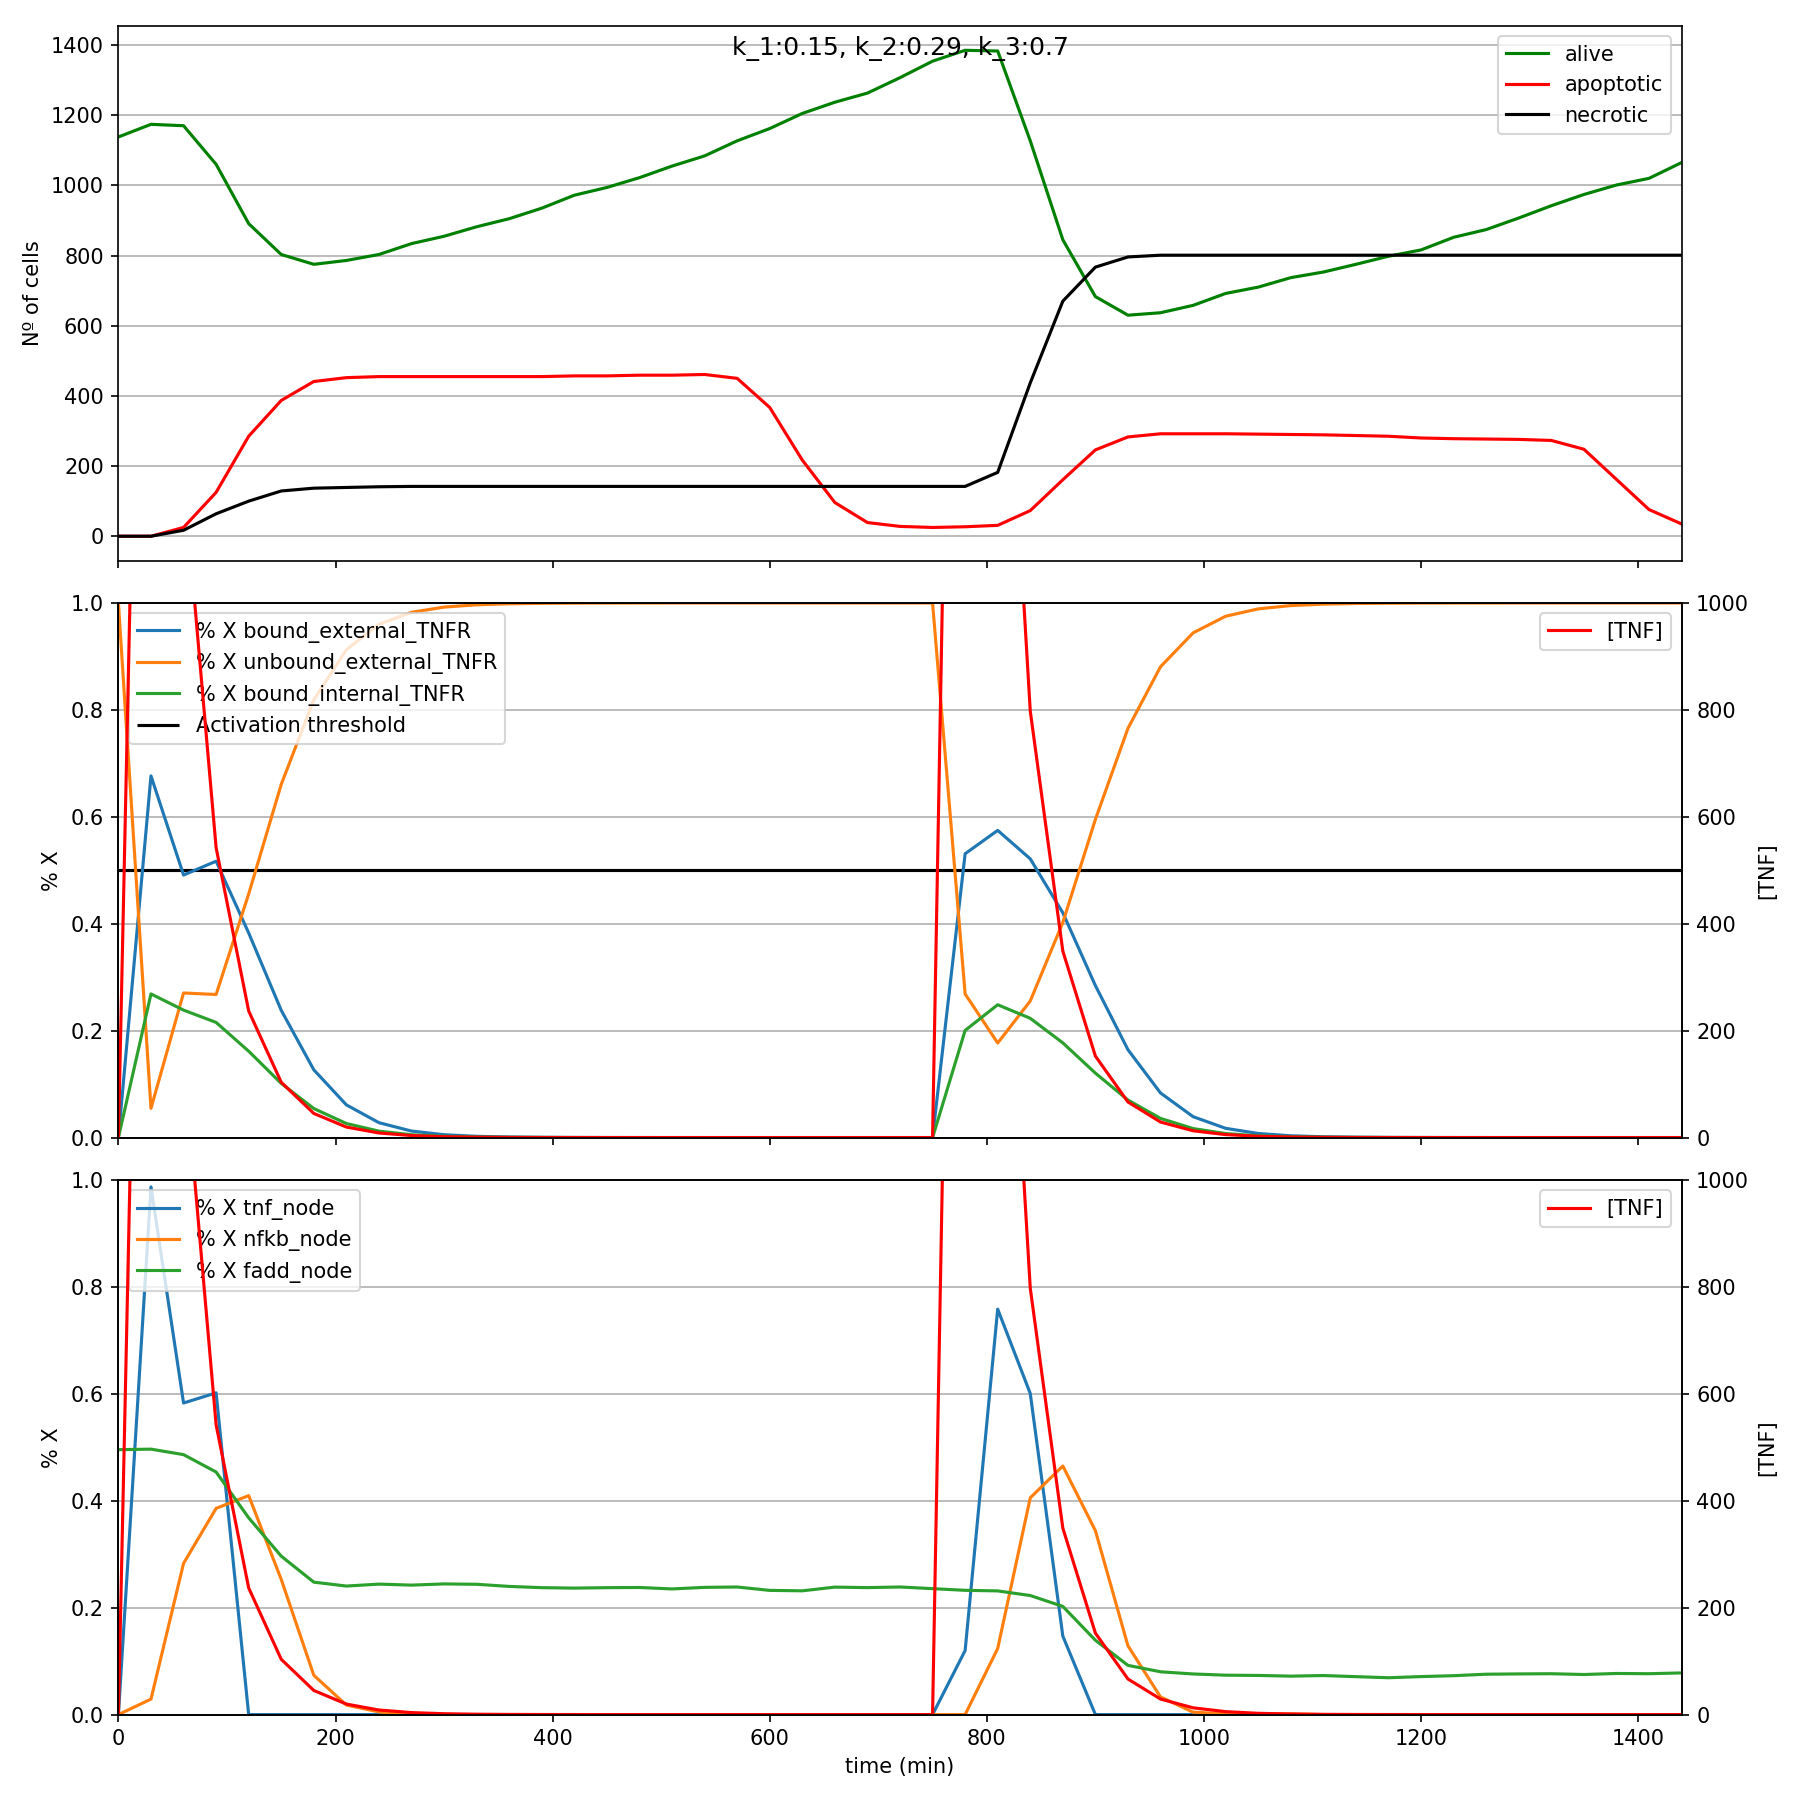 k_1:0.15, k_2:0.29, k_3:0.7
1400
1200
1000
800
600
400
200
0
Nº of cells
alive
apoptotic
necrotic
1.0
0.8
0.6
0.4
0.2
0.0
% X
% X bound_external_TNFR
% X unbound_external_TNFR
% X bound_internal_TNFR
Activation threshold
[TNF]
1000
800
600
400
200
0
[TNF]
1.0
0.8
0.6
0.4
0.2
0.0
% X
% X tnf_node
% X nfkb_node
% X fadd_node
[TNF]
1000
800
600
400
200
0
[TNF]
0 200 400 600 800 1000 1200 1400
time (min)